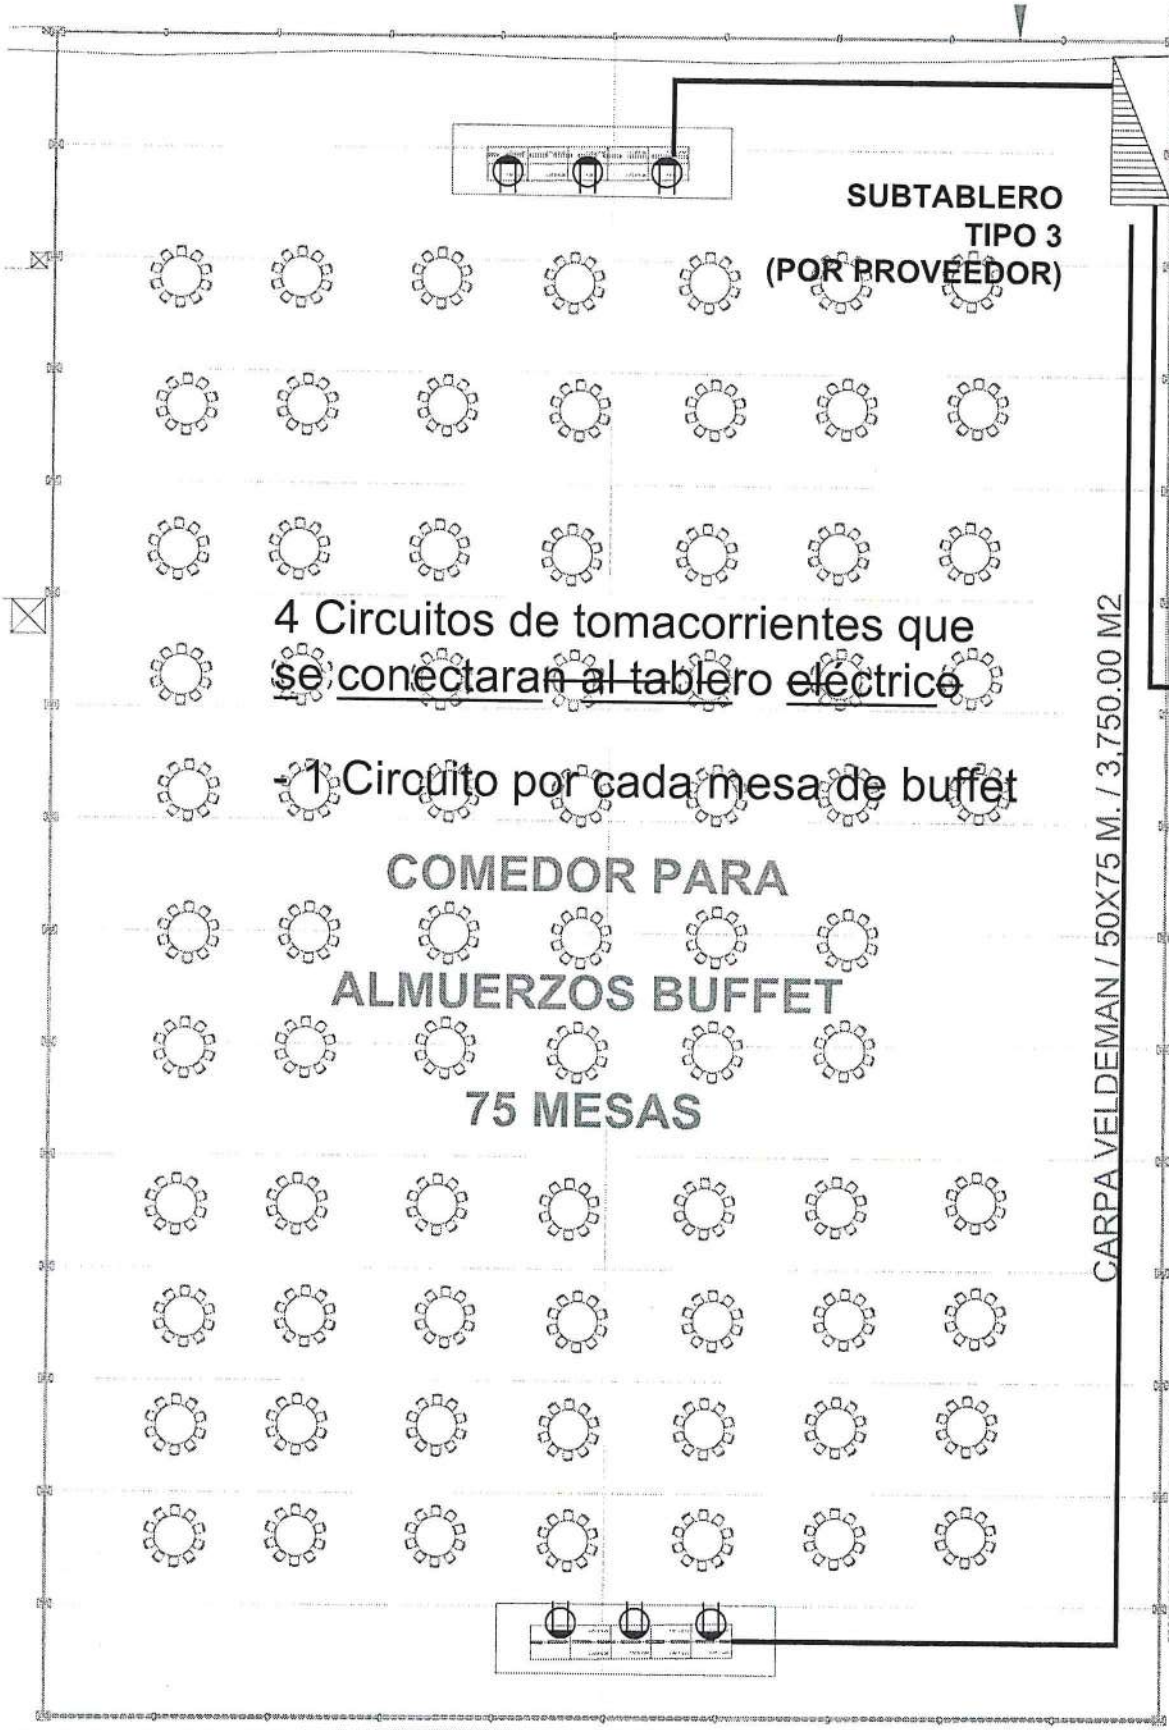 SUBTABLERO
TIPO 3
(POR PROVEEDOR)
4 Circuitos de tomacorrientes que
se conectaran al tablero eléctrico
- 1 Circuito por cada mesa de buffet
COMEDOR PARA
ALMUERZOS BUFFET
75 MESAS
CARPA VELDEMAN / 50X75 M. / 3,750.00 M2